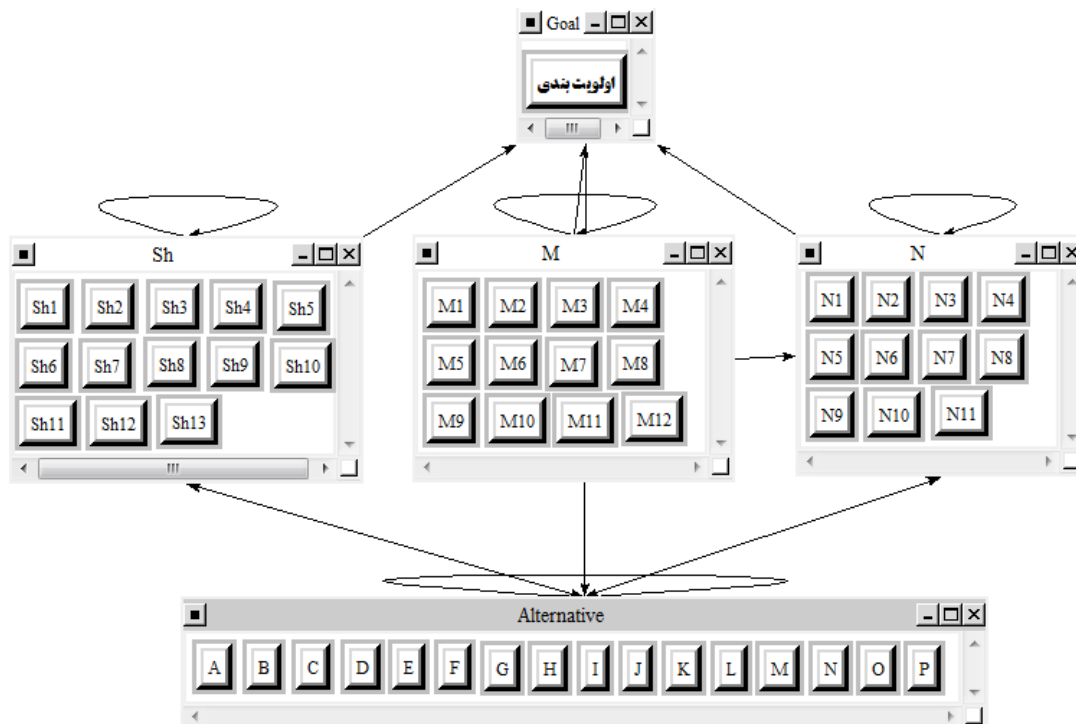 Goal
اولویت بندی
Sh
M
N
Sh1 Sh2 Sh3 Sh4 Sh5
Sh6 Sh7 Sh8 Sh9 Sh10
Sh11 Sh12 Sh13
M1 M2 M3 M4
M5 M6 M7 M8
M9 M10 M11 M12
N1 N2 N3 N4
N5 N6 N7 N8
N9 N10 N11
Alternative
A B C D E F G H I J K L M N O P